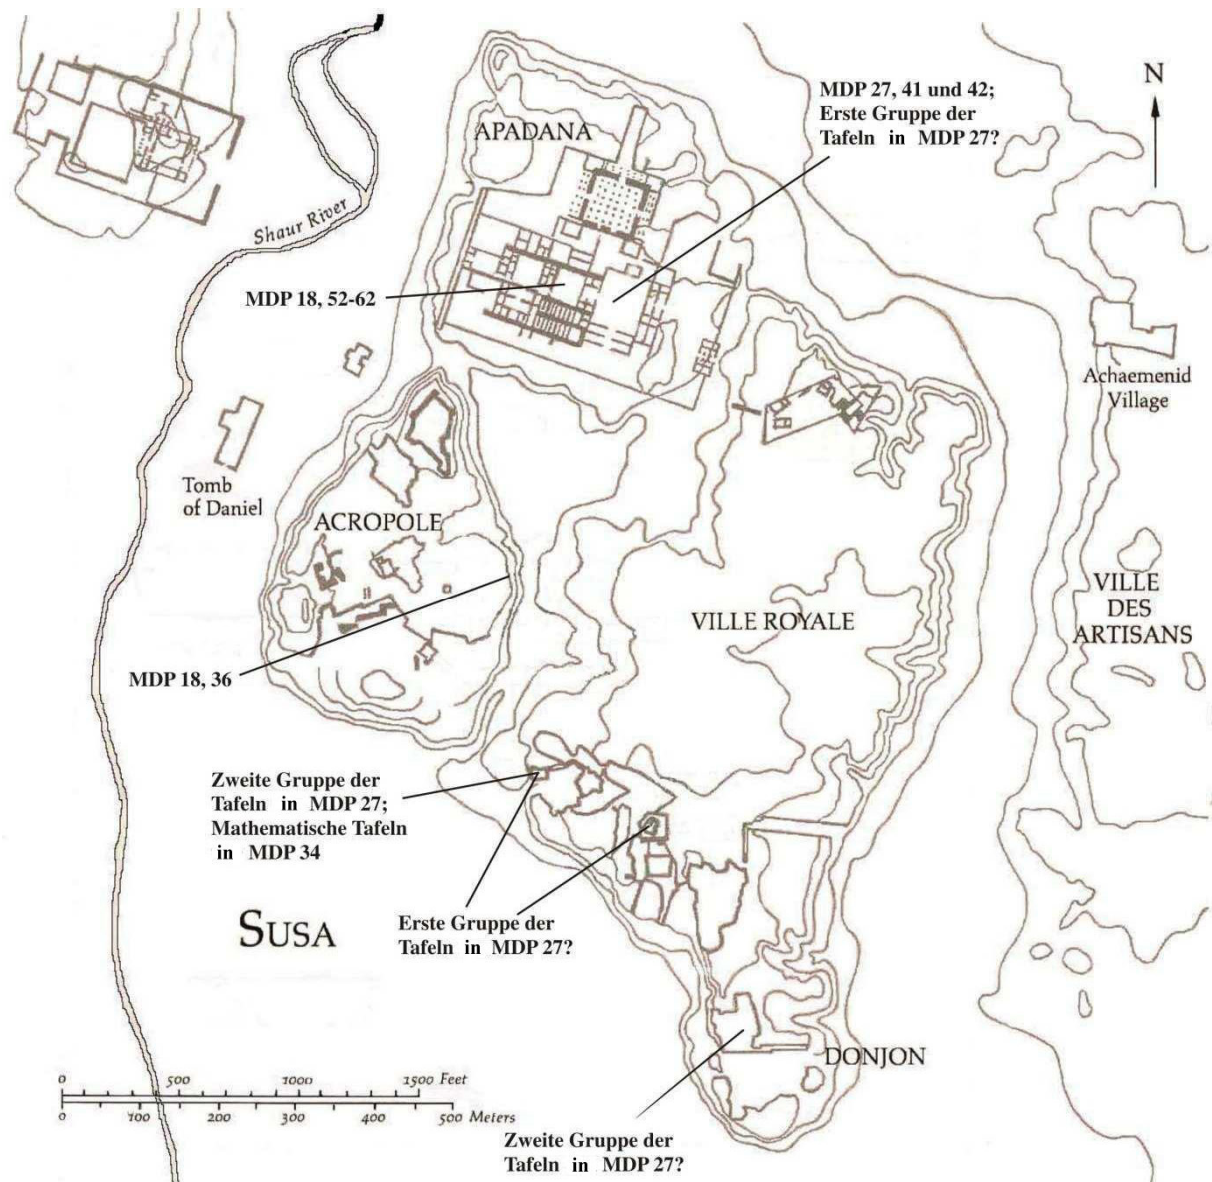 MDP 27, 41 und 42;
Erste Gruppe der
Tafeln in MDP 27?
N
APADANA
Shaur River
MDP 18, 52-62
Achaemenid
Village
Tomb
of Daniel
ACROPOLE
VILLE ROYALE
VILLE
DES
ARTISANS
MDP 18, 36
Zweite Gruppe der
Tafeln in MDP 27;
Mathematische Tafeln
in MDP 34
SUSA
Erste Gruppe der
Tafeln in MDP 27?
DONJON
0 500 1000 1500 Feet
0 100 200 300 400 500 Meters
Zweite Gruppe der
Tafeln in MDP 27?